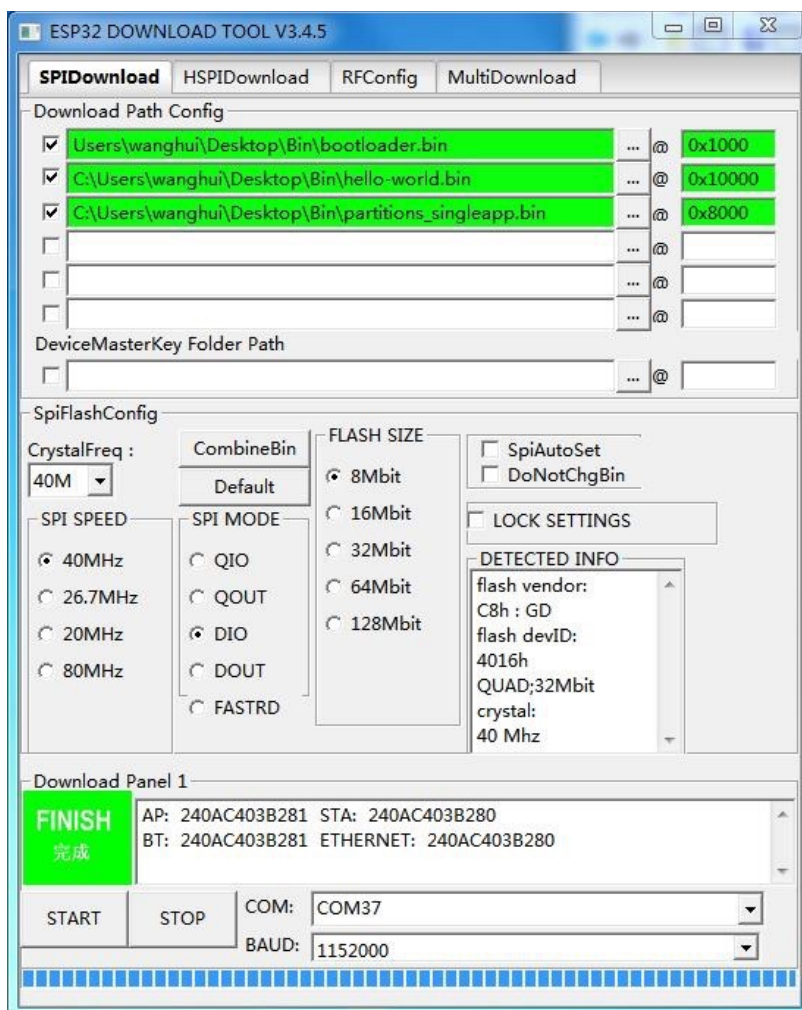 ESP32 DOWNLOAD TOOL V3.4.5
SPIDownload HSPIDownload RFConfig MultiDownload
Download Path Config
Users\wanghui\Desktop\Bin\bootloader.bin ... @ 0x1000
C:\Users\wanghui\Desktop\Bin\hello-world.bin ... @ 0x10000
C:\Users\wanghui\Desktop\Bin\partitions_singleapp.bin ... @ 0x8000
... @
... @
... @
DeviceMasterKey Folder Path
... @
SpiFlashConfig
CrystalFreq :
40M
CombineBin
Default
SPI SPEED
40MHz
26.7MHz
20MHz
80MHz
SPI MODE
QIO
QOUT
DIO
DOUT
FASTRD
FLASH SIZE
8Mbit
16Mbit
32Mbit
64Mbit
128Mbit
SpiAutoSet
DoNotChgBin
LOCK SETTINGS
DETECTED INFO
flash vendor:
C8h : GD
flash devID:
4016h
QUAD;32Mbit
crystal:
40 Mhz
Download Panel 1
FINISH
完成
AP: 240AC403B281 STA: 240AC403B280
BT: 240AC403B281 ETHERNET: 240AC403B280
START STOP
COM: COM37
BAUD: 1152000